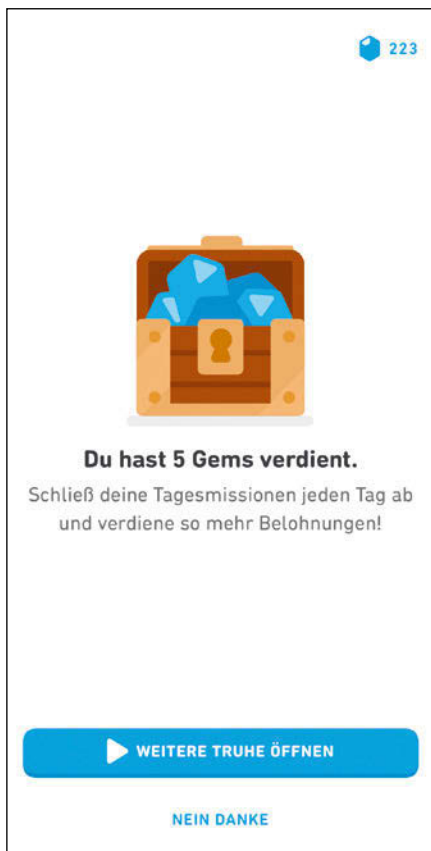 223
Du hast 5 Gems verdient.
Schließ deine Tagesmissionen jeden Tag ab
und verdiene so mehr Belohnungen!
WEITERE TRUHE ÖFFNEN
NEIN DANKE